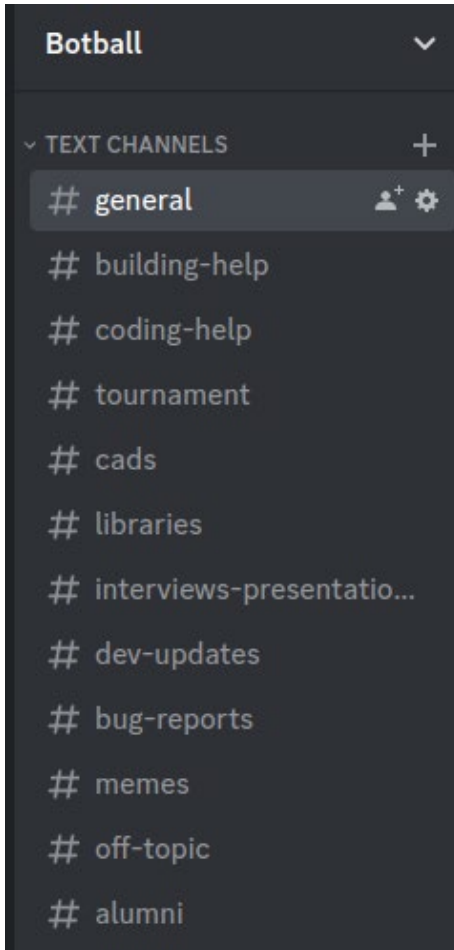 Botball
TEXT CHANNELS
# general
# building-help
# coding-help
# tournament
# cads
# libraries
# interviews-presentatio...
# dev-updates
# bug-reports
# memes
# off-topic
# alumni